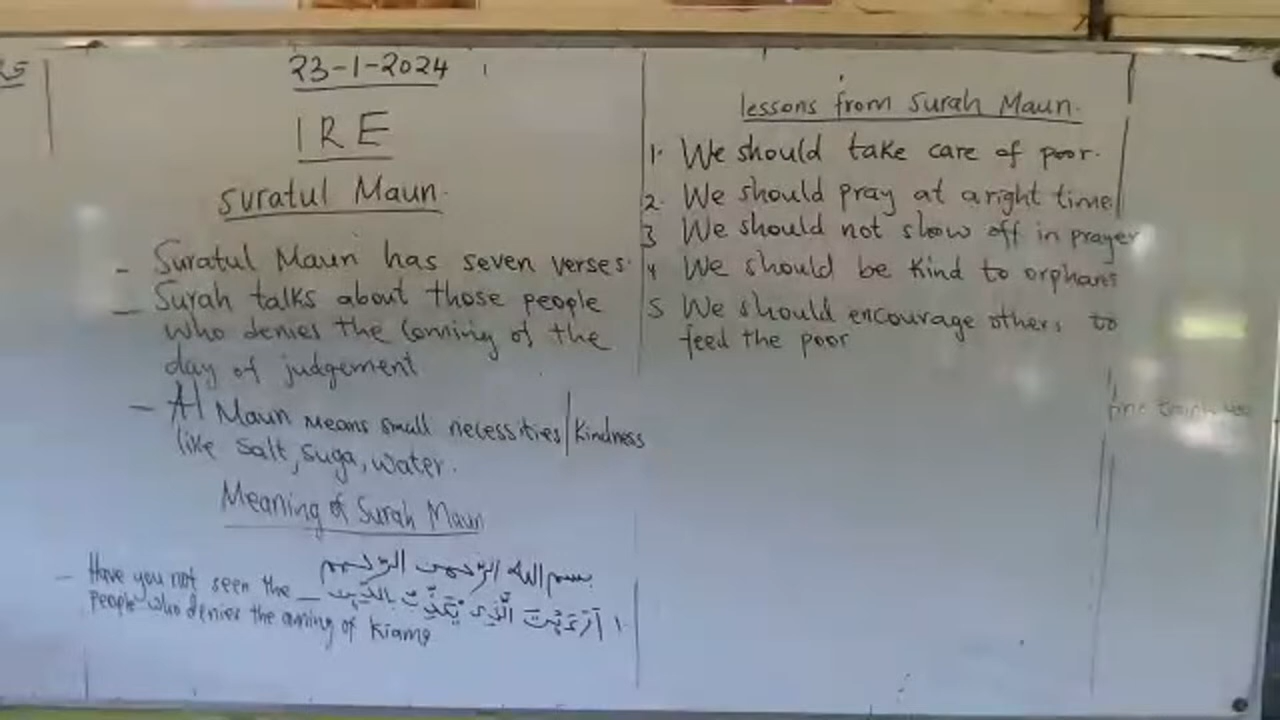 RS
23-1-2024
IRE
Suratul Maun.
- Suratul Maun has seven verses.
- Surah talks about those people
who denies the Comming of the
day of judgement
- Al Maun means small necessities/kindness
like Salt, suga, water.
Meaning of Surah Maun
بسم الله الرحمن الرحيم
١ أرَءَيْتَ الَّذِى يُكَذِّبُ بِالدِّينِ
- Have you not seen the
people who denies the coming of Kiama
lessons from Surah Maun.
1. We should take care of poor.
2. We should pray at a right time
3 We should not show off in prayer
4 We should be kind to orphans
5 We should encourage others to
feed the poor